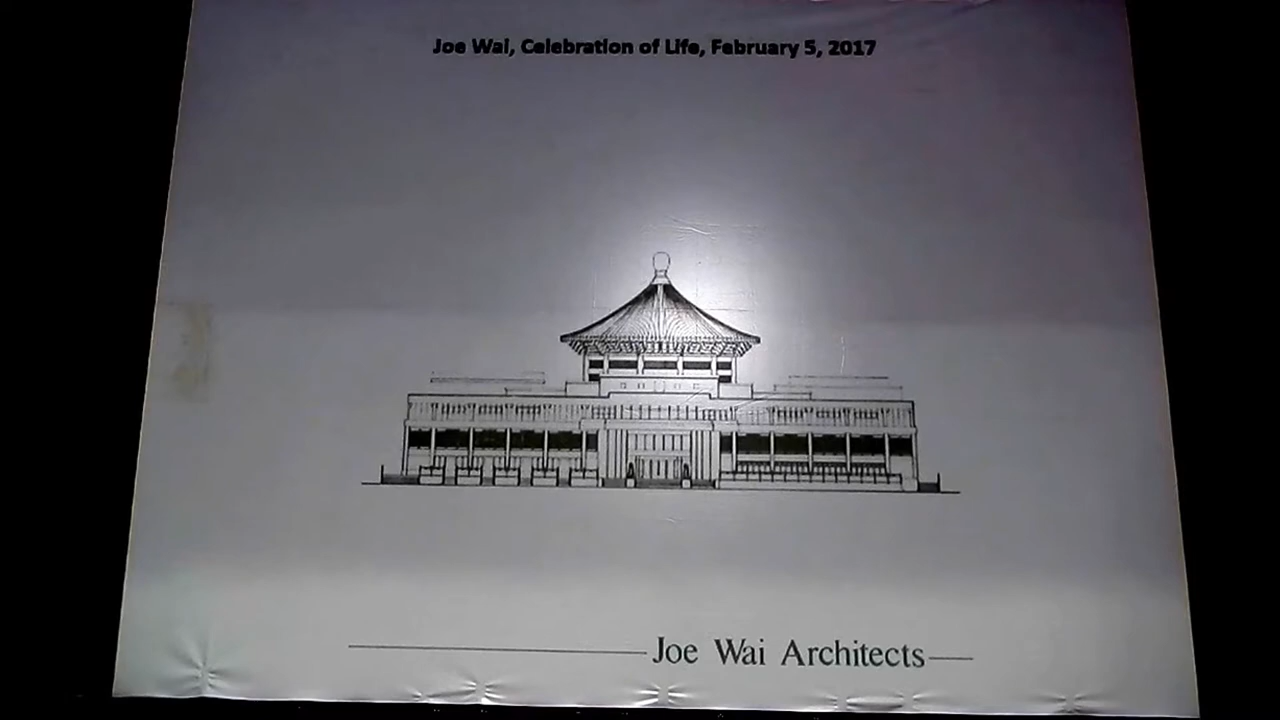 Joe Wai, Celebration of Life, February 5, 2017
Joe Wai Architects